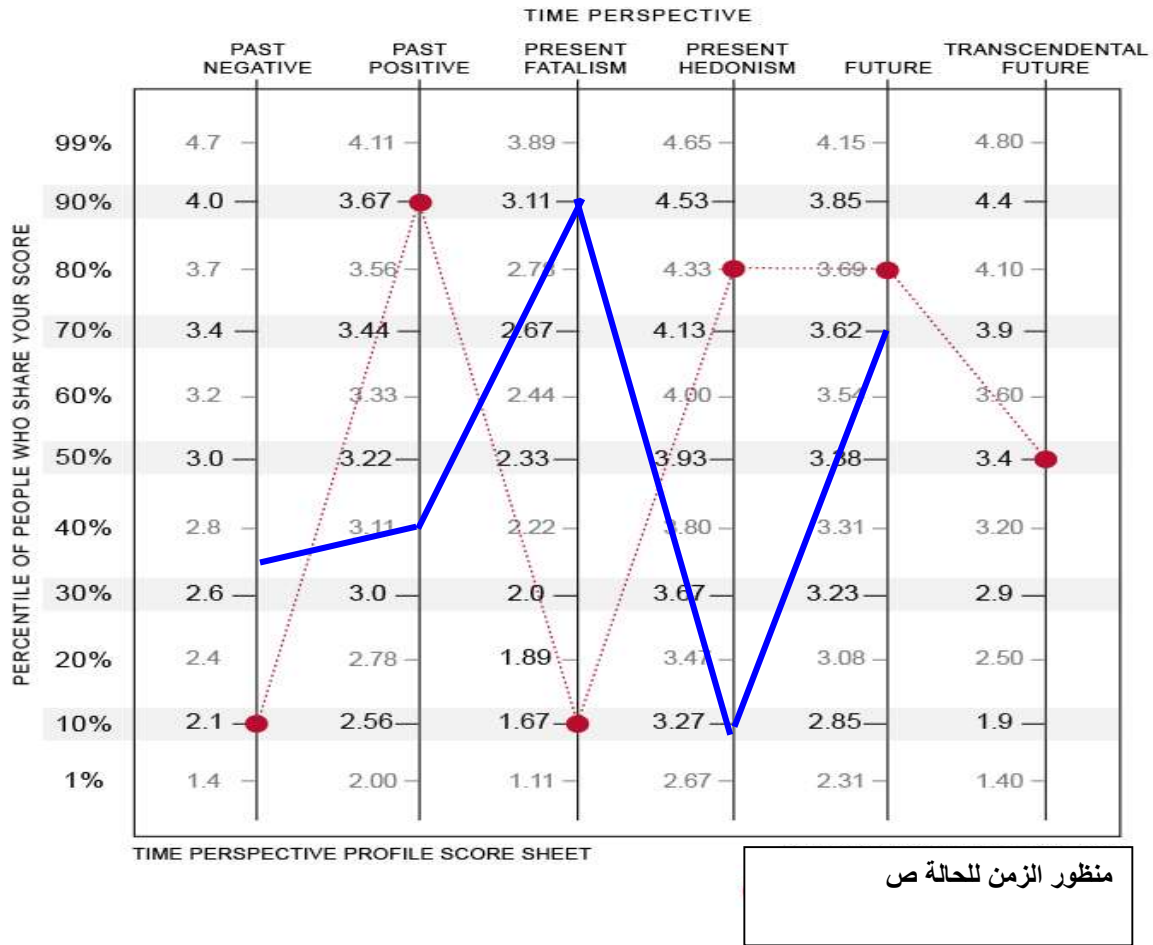 TIME PERSPECTIVE
PAST NEGATIVE PAST POSITIVE PRESENT FATALISM PRESENT HEDONISM FUTURE TRANSCENDENTAL FUTURE
PERCENTILE OF PEOPLE WHO SHARE YOUR SCORE
99% 4.7 4.11 3.89 4.65 4.15 4.80
90% 4.0 3.67 3.11 4.53 3.85 4.4
80% 3.7 3.56 2.78 4.33 3.69 4.10
70% 3.4 3.44 2.67 4.13 3.62 3.9
60% 3.2 3.33 2.44 4.00 3.54 3.60
50% 3.0 3.22 2.33 3.93 3.38 3.4
40% 2.8 3.11 2.22 3.80 3.31 3.20
30% 2.6 3.0 2.0 3.67 3.23 2.9
20% 2.4 2.78 1.89 3.47 3.08 2.50
10% 2.1 2.56 1.67 3.27 2.85 1.9
1% 1.4 2.00 1.11 2.67 2.31 1.40
TIME PERSPECTIVE PROFILE SCORE SHEET
منظور الزمن للحالة ص